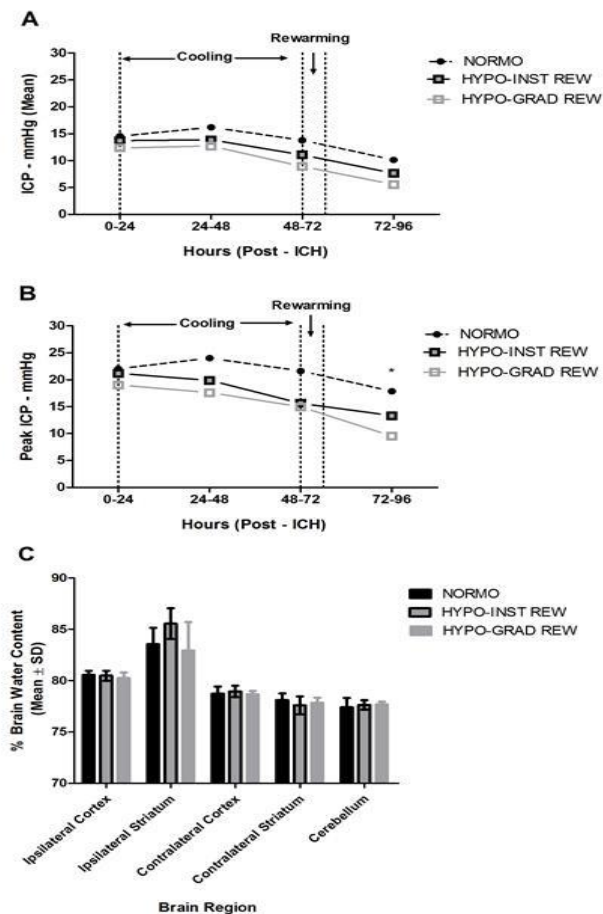 A
Rewarming
Cooling
NORMO
HYPO-INST REW
HYPO-GRAD REW
ICP - mmHg (Mean)
30
25
20
15
10
5
0
0-24
24-48
48-72
72-96
Hours (Post - ICH)
B
Rewarming
Cooling
NORMO
HYPO-INST REW
HYPO-GRAD REW
*
Peak ICP - mmHg
30
25
20
15
10
5
0
0-24
24-48
48-72
72-96
Hours (Post - ICH)
C
NORMO
HYPO-INST REW
HYPO-GRAD REW
% Brain Water Content
(Mean ± SD)
90
85
80
75
70
Ipsilateral Cortex
Ipsilateral Striatum
Contralateral Cortex
Contralateral Striatum
Cerebellum
Brain Region